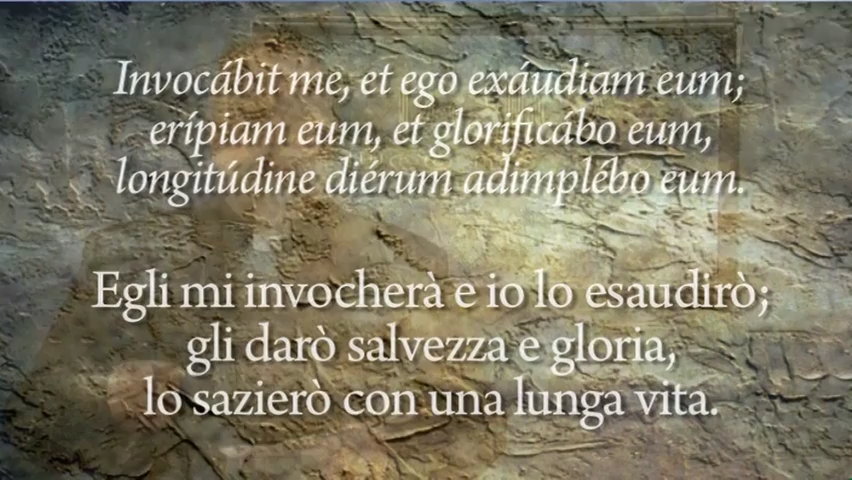 Invocábit me, et ego exáudiam eum;
erípiam eum, et glorificábo eum,
longitúdine diérum adimplébo eum.
Egli mi invocherà e io lo esaudirò;
gli darò salvezza e gloria,
lo sazierò con una lunga vita.